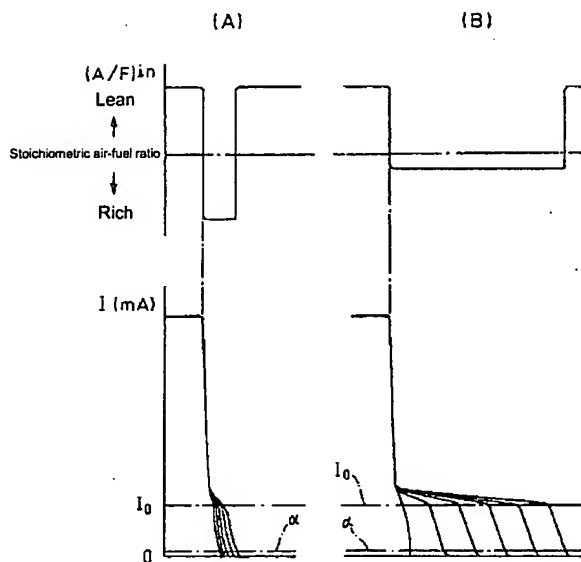 (A)
(B)
(A/F)in
Lean
Stoichiometric air-fuel ratio
Rich
I (mA)
I₀
I₀
α
α
0